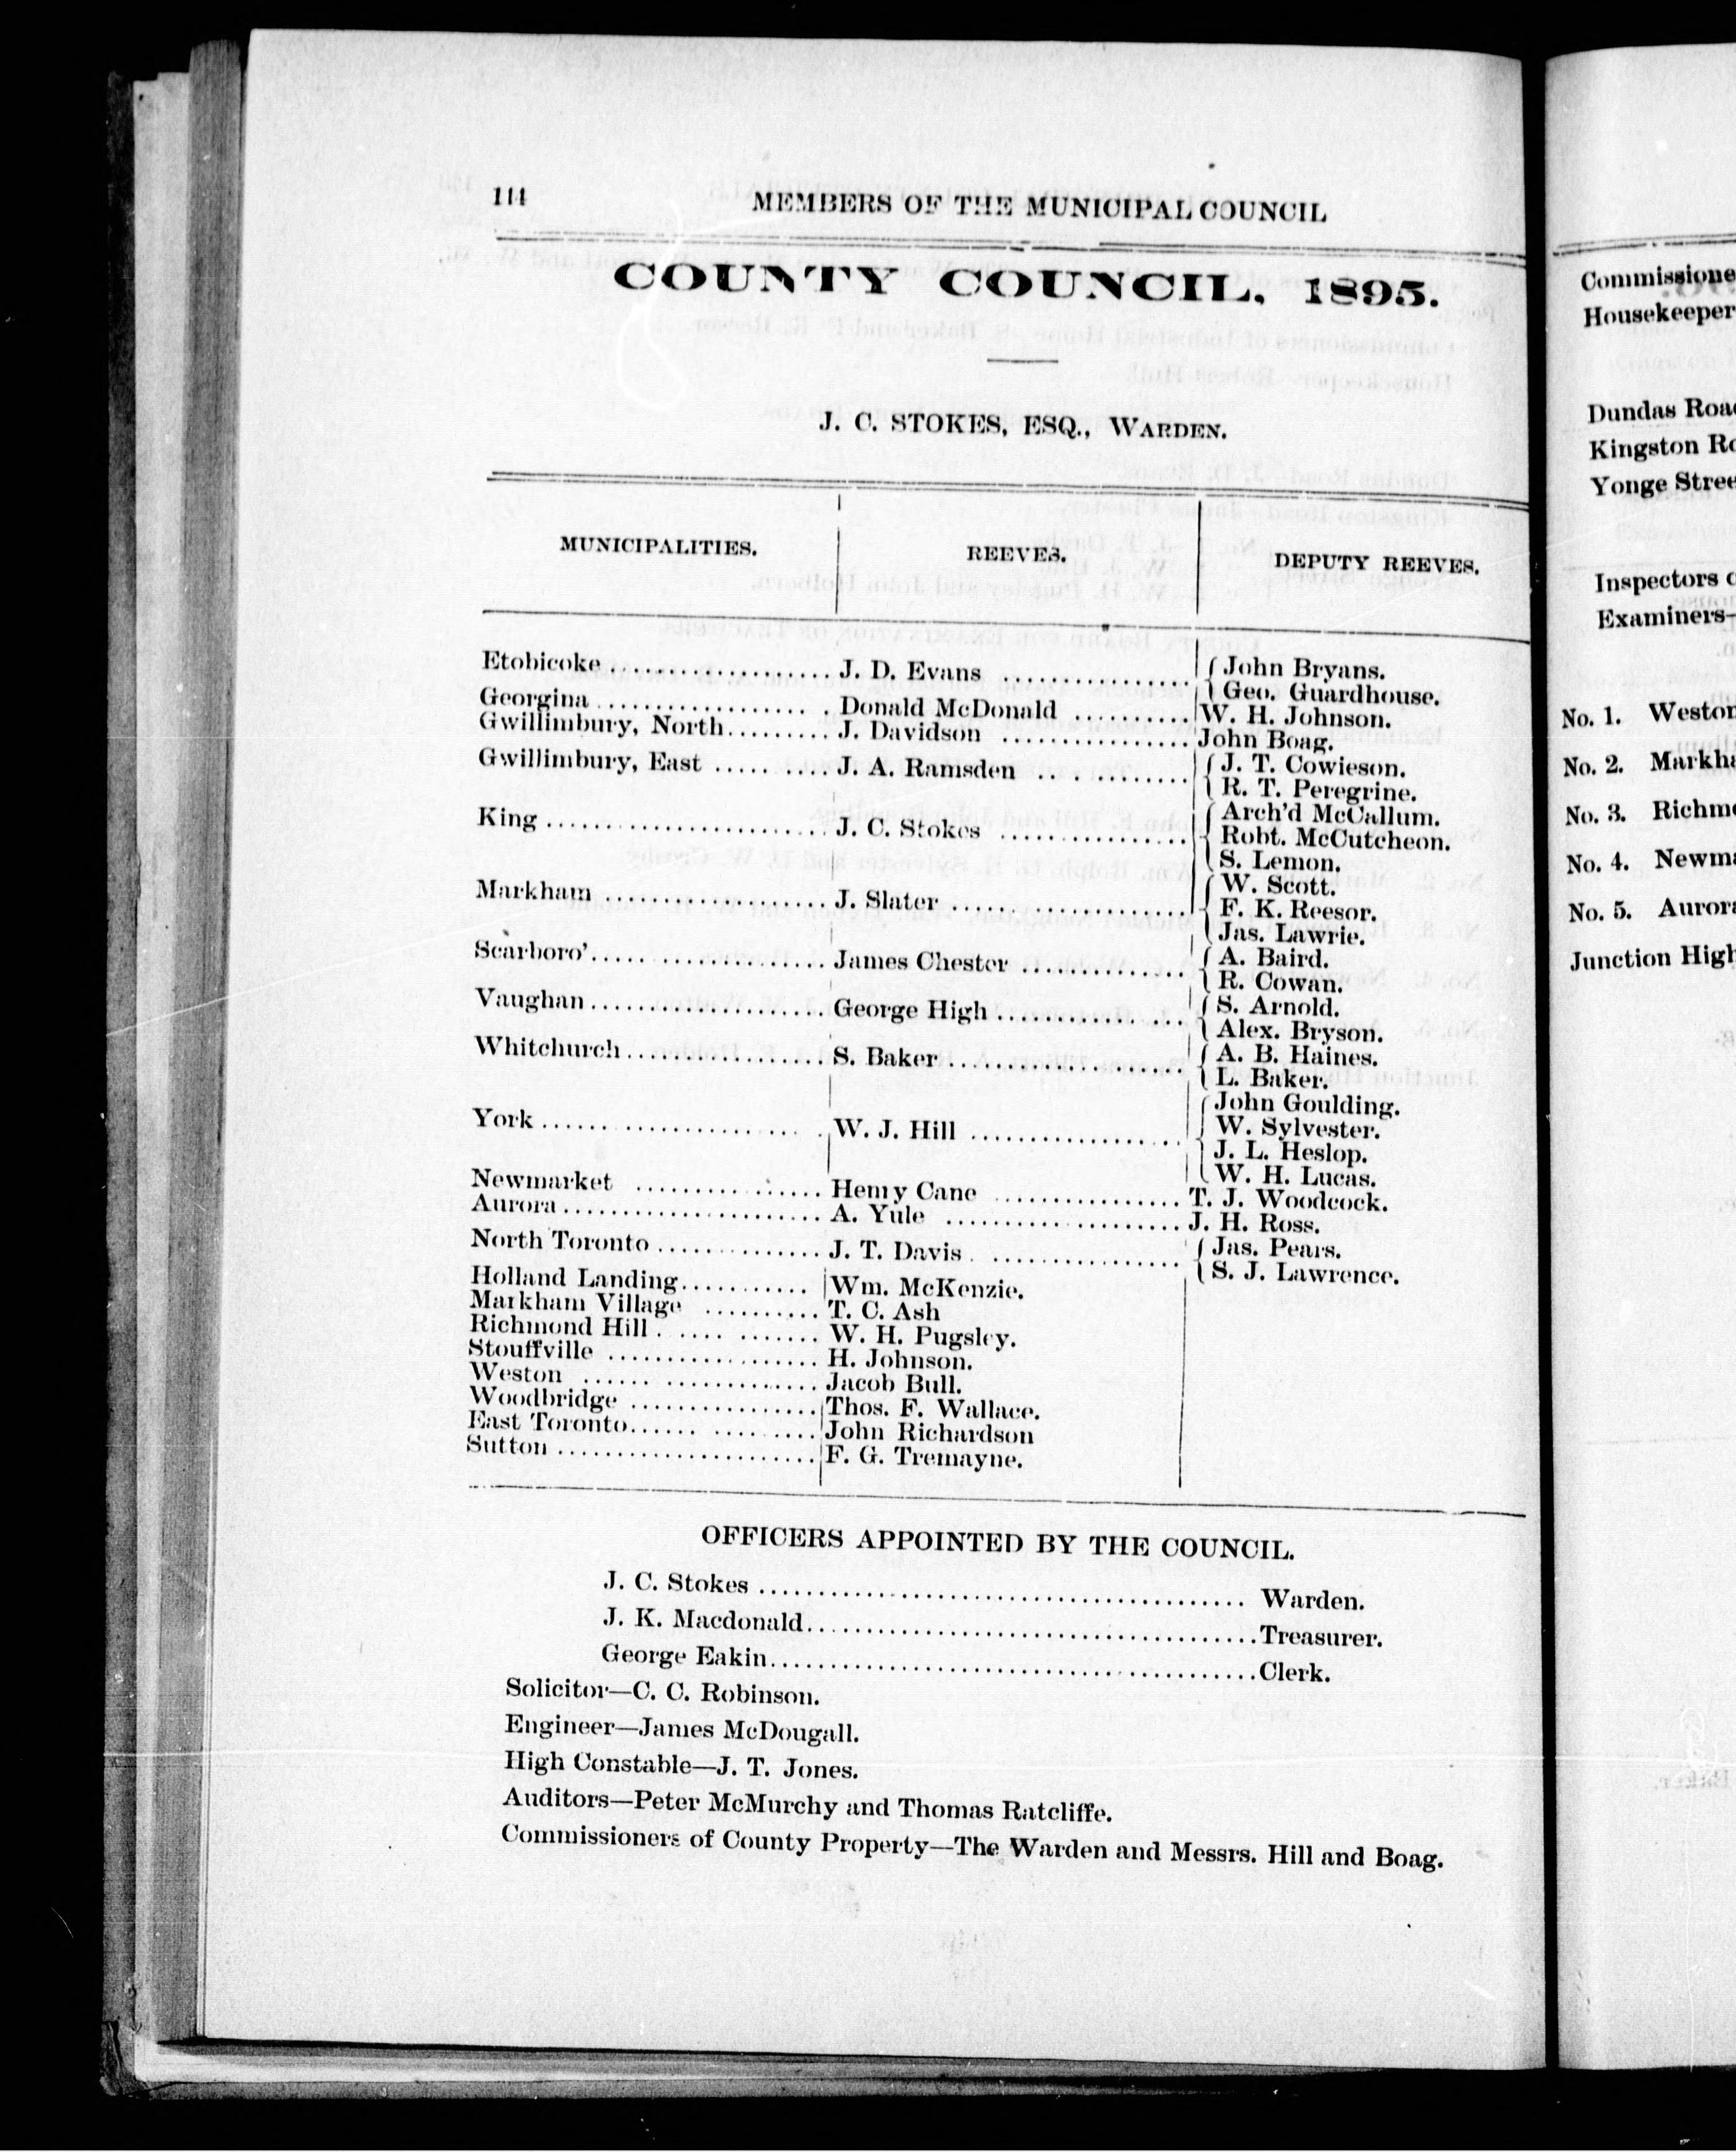 114 MEMBERS OF THE MUNICIPAL COUNCIL
COUNTY COUNCIL, 1895.
J. C. STOKES, ESQ., WARDEN.
MUNICIPALITIES. REEVES. DEPUTY REEVES.
Etobicoke J. D. Evans John Bryans.
Geo. Guardhouse.
Georgina Donald McDonald W. H. Johnson.
Gwillimbury, North J. Davidson John Boag.
Gwillimbury, East J. A. Ramsden J. T. Cowieson.
R. T. Peregrine.
King J. C. Stokes Arch'd McCallum.
Robt. McCutcheon.
S. Lemon.
Markham J. Slater W. Scott.
F. K. Reesor.
Jas. Lawrie.
Scarboro' James Chester A. Baird.
R. Cowan.
Vaughan George High S. Arnold.
Alex. Bryson.
Whitchurch S. Baker A. B. Haines.
L. Baker.
York W. J. Hill John Goulding.
W. Sylvester.
J. L. Heslop.
W. H. Lucas.
Newmarket Henry Cane T. J. Woodcock.
Aurora A. Yule J. H. Ross.
North Toronto J. T. Davis Jas. Pears.
S. J. Lawrence.
Holland Landing Wm. McKenzie.
Markham Village T. C. Ash
Richmond Hill W. H. Pugsley.
Stouffville H. Johnson.
Weston Jacob Bull.
Woodbridge Thos. F. Wallace.
East Toronto John Richardson
Sutton F. G. Tremayne.
OFFICERS APPOINTED BY THE COUNCIL.
J. C. Stokes Warden.
J. K. Macdonald Treasurer.
George Eakin Clerk.
Solicitor—C. C. Robinson.
Engineer—James McDougall.
High Constable—J. T. Jones.
Auditors—Peter McMurchy and Thomas Ratcliffe.
Commissioners of County Property—The Warden and Messrs. Hill and Boag.
Commissione
Housekeeper
Dundas Roa
Kingston Ro
Yonge Stree
Inspectors
Examiners—
No. 1. Weston
No. 2. Markha
No. 3. Richmo
No. 4. Newma
No. 5. Aurora
Junction High